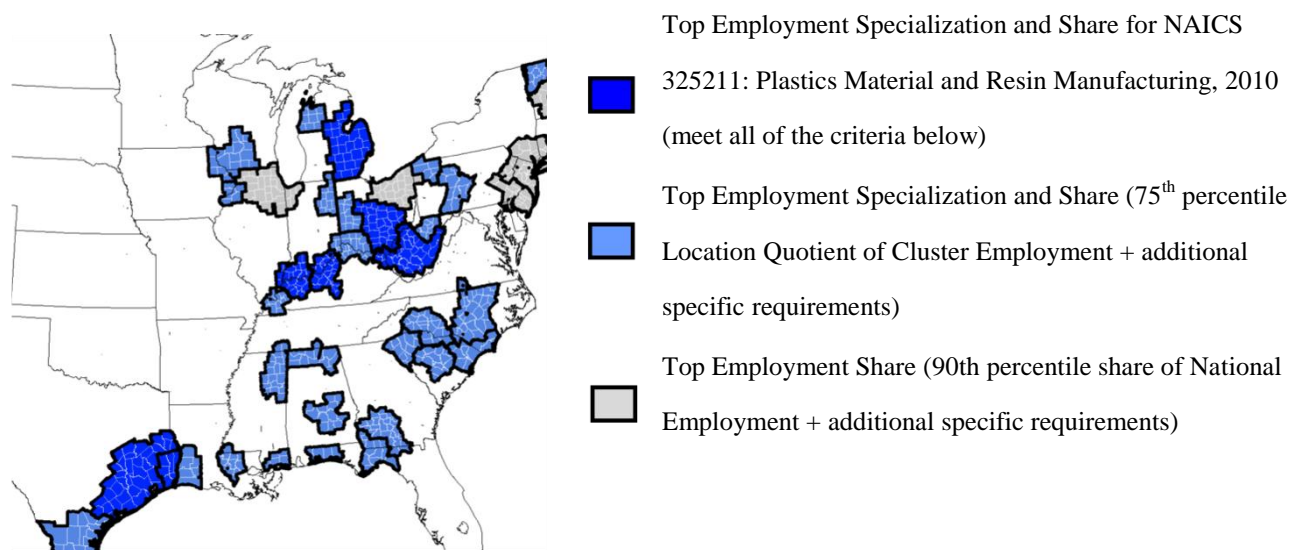 Top Employment Specialization and Share for NAICS
325211: Plastics Material and Resin Manufacturing, 2010
(meet all of the criteria below)
Top Employment Specialization and Share (75th percentile
Location Quotient of Cluster Employment + additional
specific requirements)
Top Employment Share (90th percentile share of National
Employment + additional specific requirements)